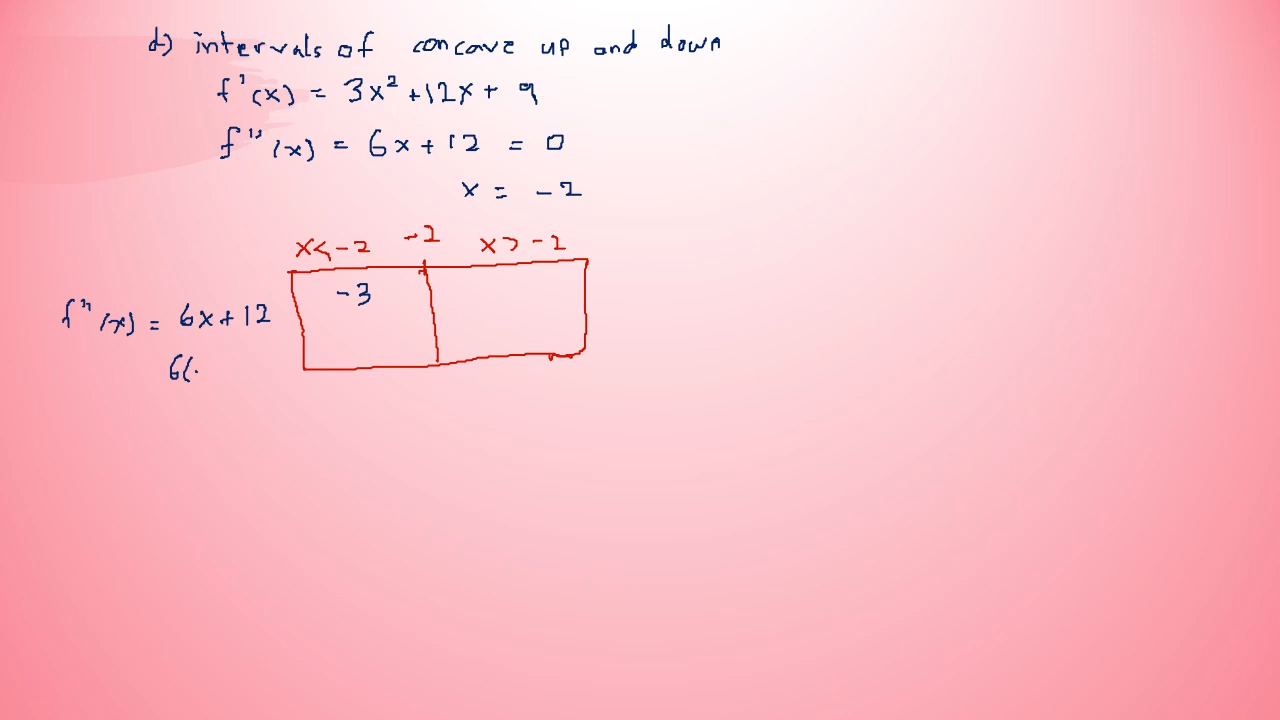 d) intervals of concave up and down
f'(x) = 3x² + 12x + 9
f''(x) = 6x + 12 = 0
x = -2
x < -2 -2 x > -2
-3
f''(x) = 6x + 12
6(-